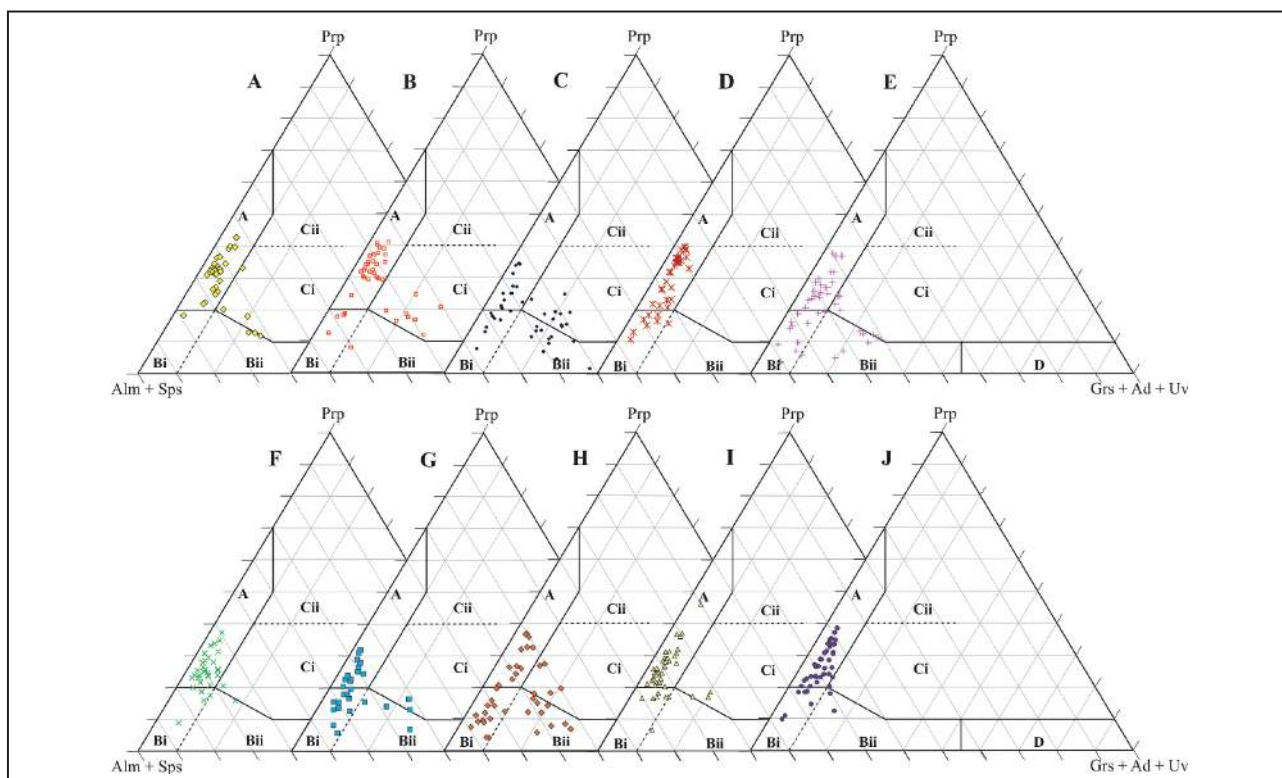 Prp Prp Prp Prp Prp
A B C D E
A A A A A
Cii Cii Cii Cii Cii
Ci Ci Ci Ci Ci
Bi Bii Bi Bii Bi Bii Bi Bii Bi Bii D
Alm + Sps Grs + Ad + Uv
Prp Prp Prp Prp Prp
F G H I J
A A A A A
Cii Cii Cii Cii Cii
Ci Ci Ci Ci Ci
Bi Bii Bi Bii Bi Bii Bi Bii Bi Bii D
Alm + Sps Grs + Ad + Uv